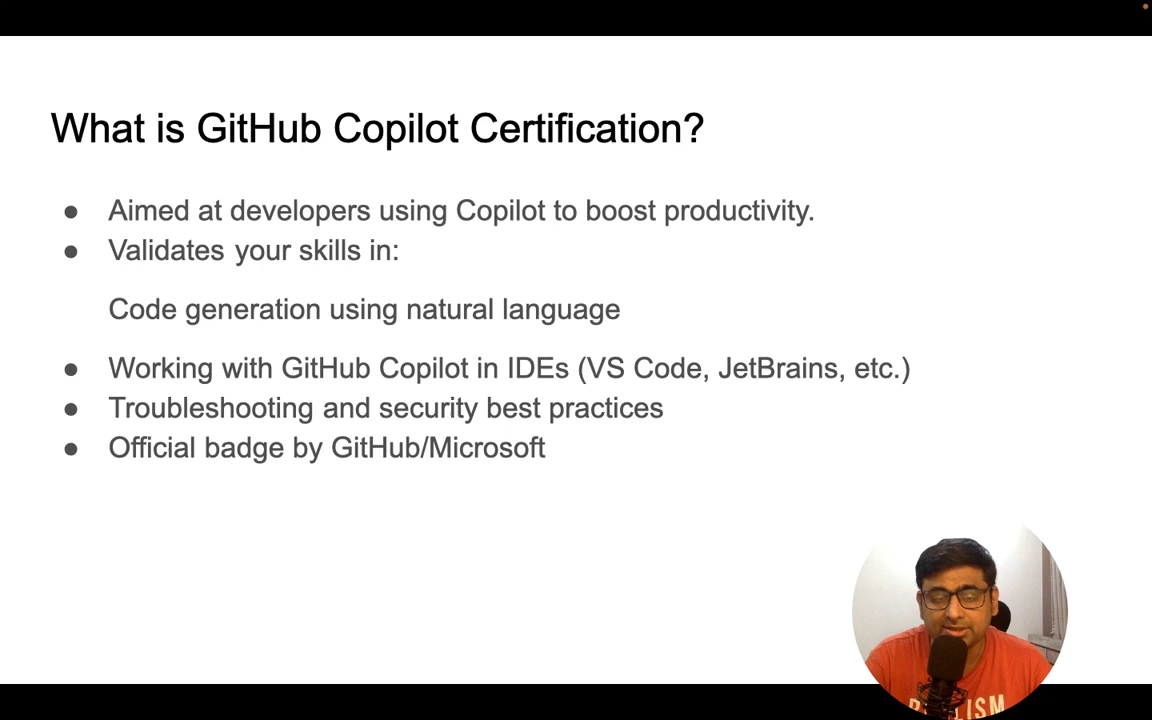 What is GitHub Copilot Certification?
● Aimed at developers using Copilot to boost productivity.
● Validates your skills in:
Code generation using natural language
● Working with GitHub Copilot in IDEs (VS Code, JetBrains, etc.)
● Troubleshooting and security best practices
● Official badge by GitHub/Microsoft